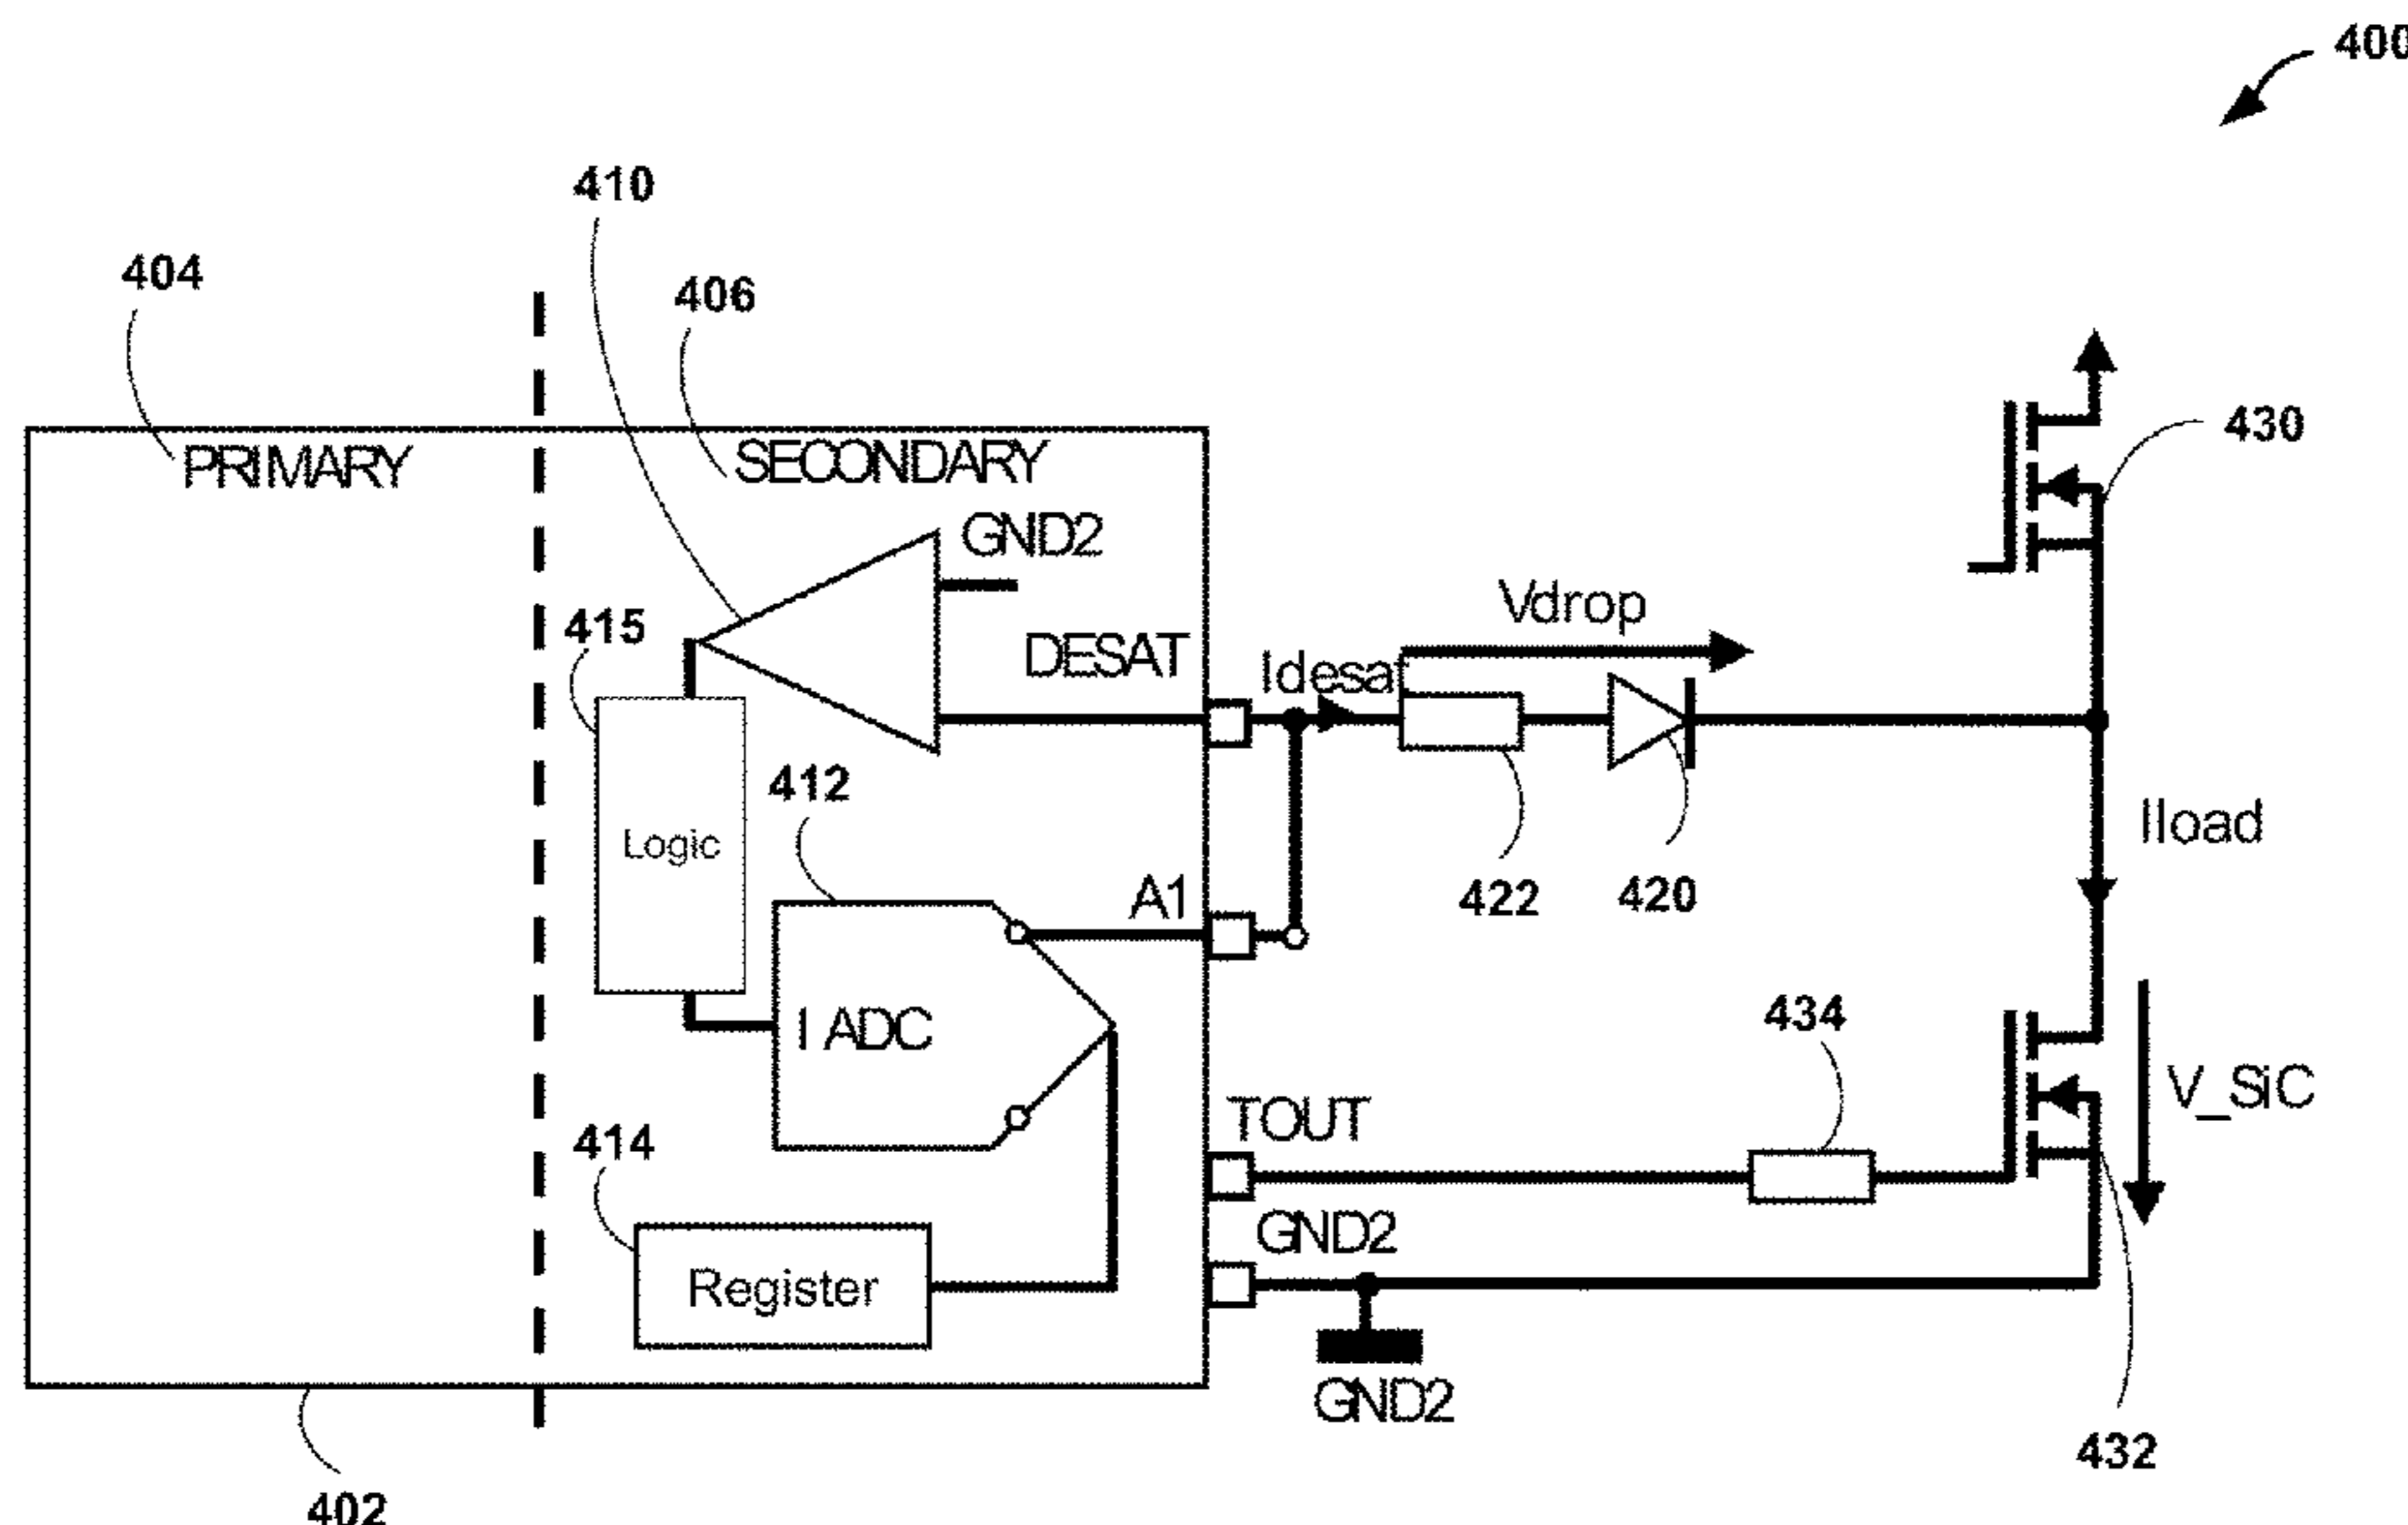 400
410
404
406
430
PRIMARY
SECONDARY
GND2
Vdrop
415
DESAT
Idesa
412
Logic
Iload
A1
422
420
I ADC
434
TOUT
V_SiC
414
GND2
Register
GND2
432
402